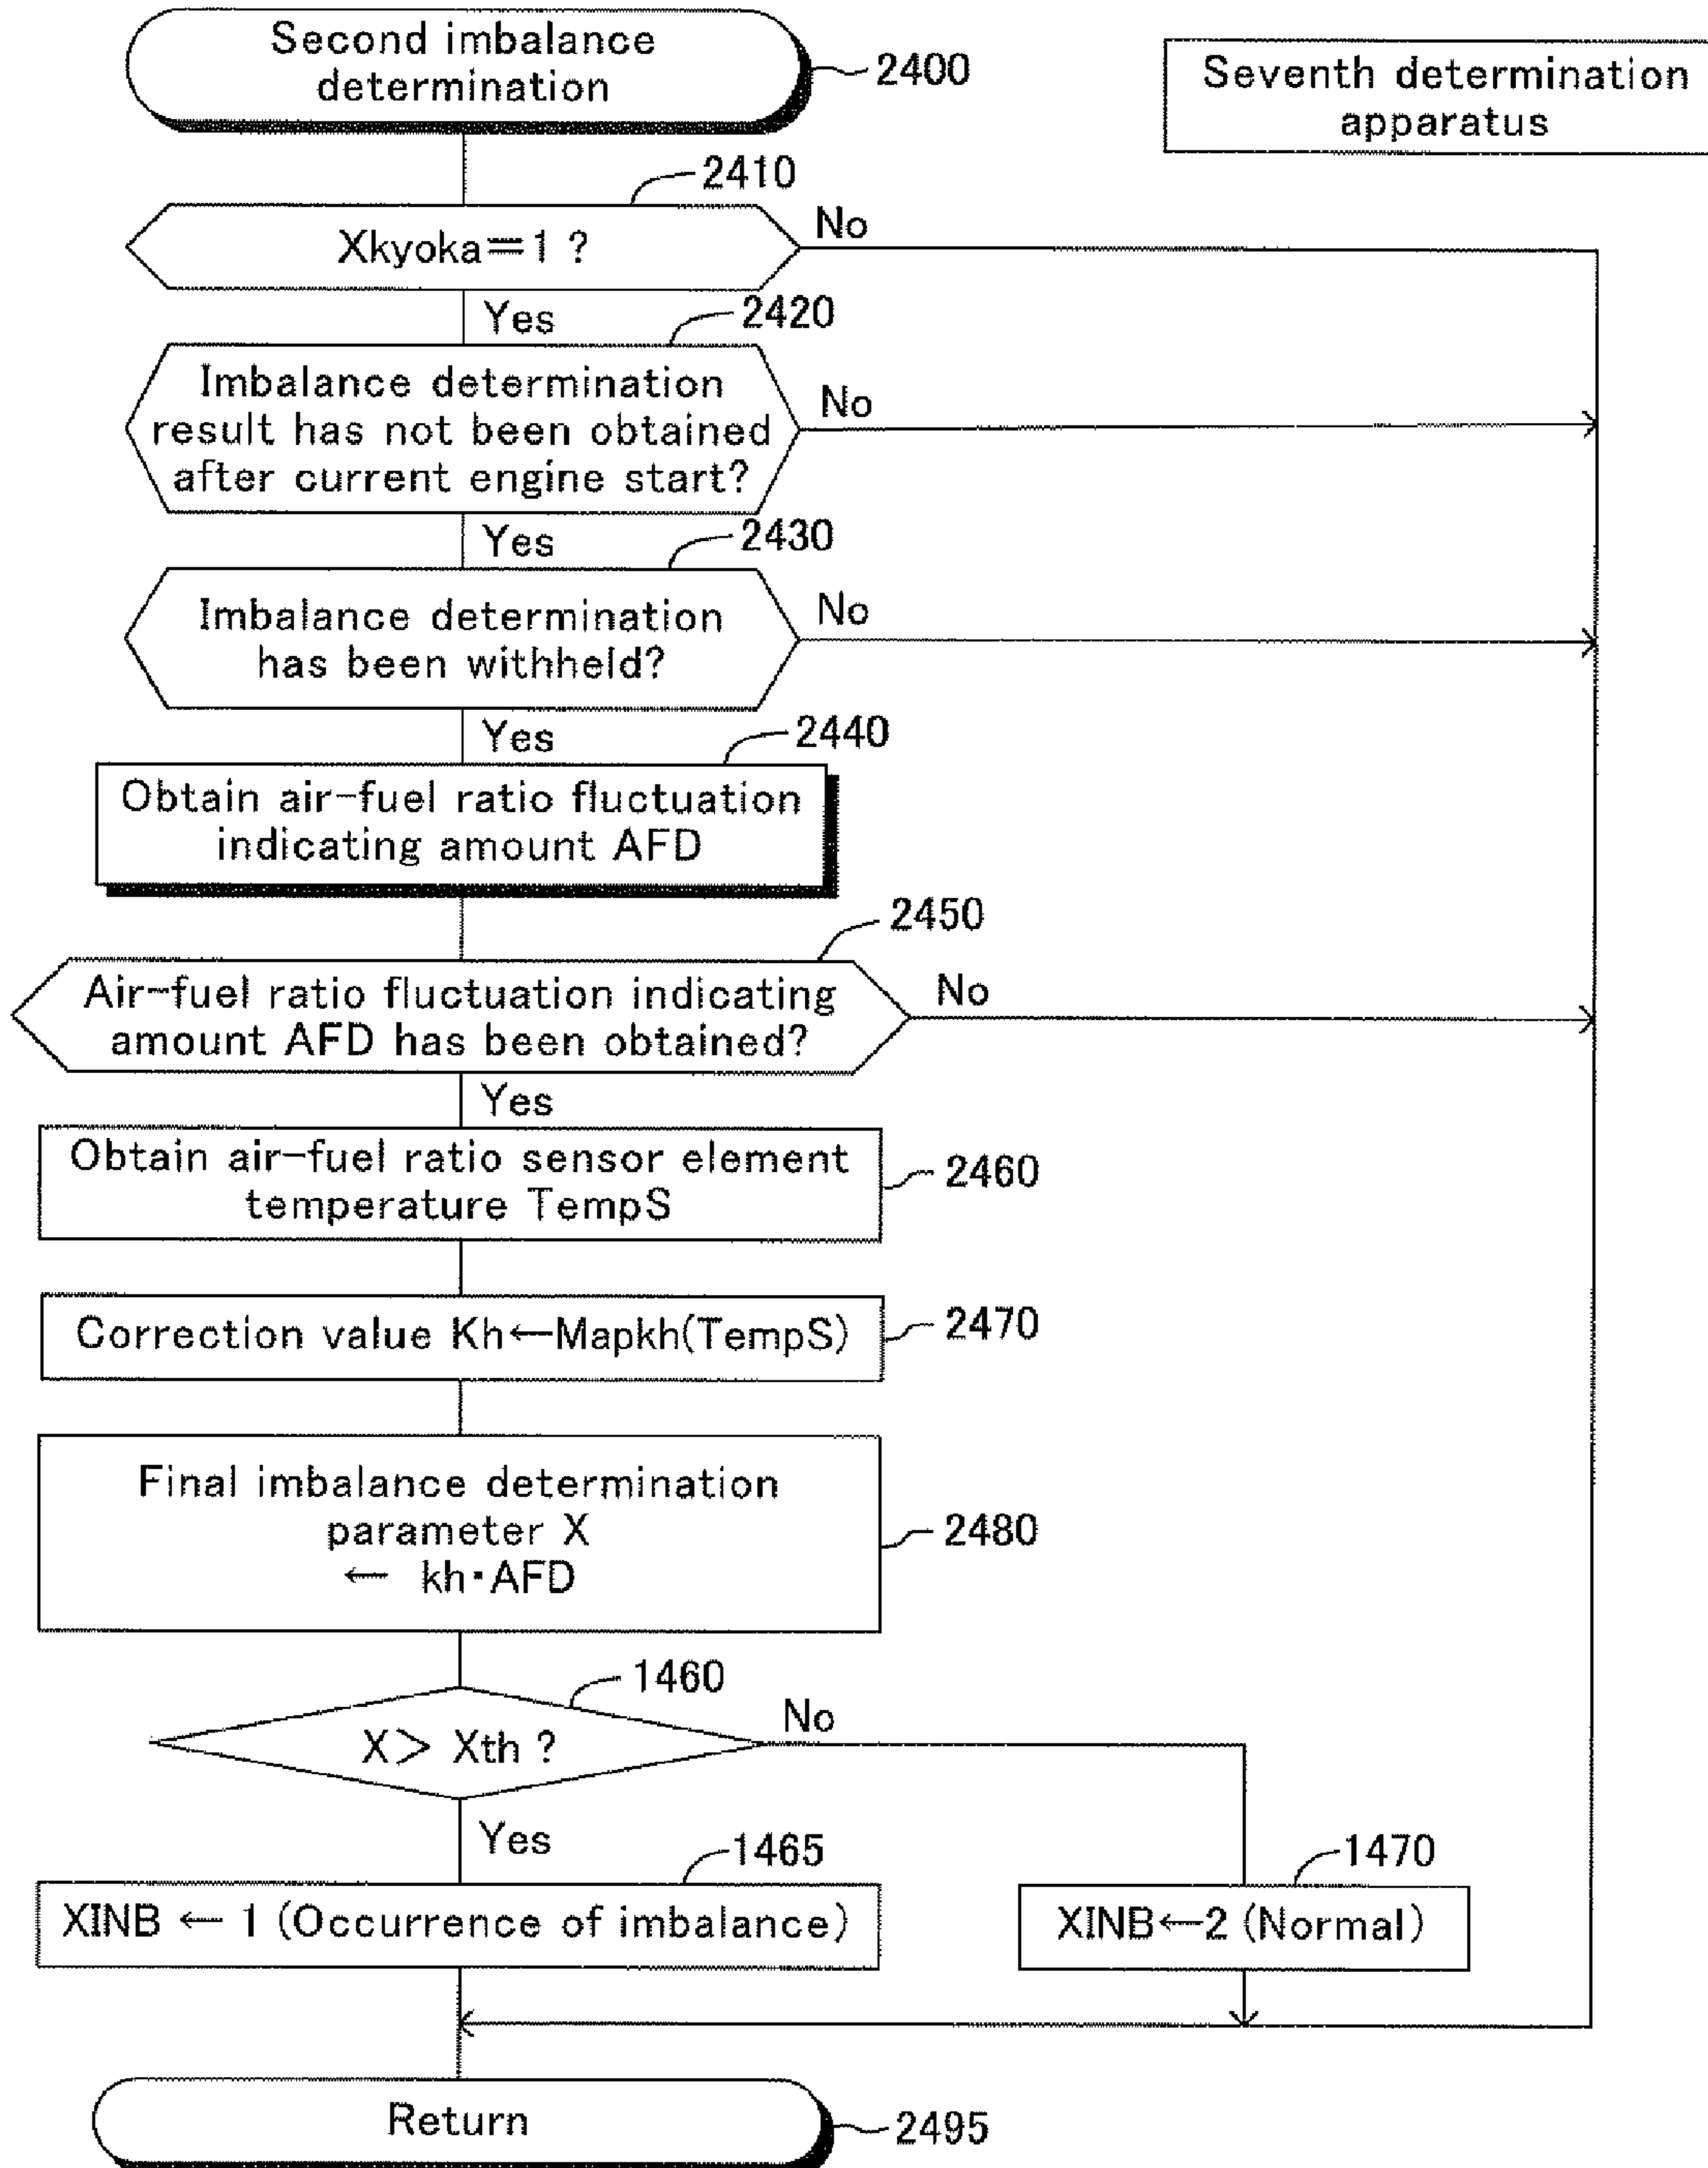 Second imbalance
determination
2400
Seventh determination
apparatus
2410
Xkyoka=1 ?
No
Yes
2420
Imbalance determination
result has not been obtained
after current engine start?
No
Yes
2430
Imbalance determination
has been withheld?
No
Yes
2440
Obtain air-fuel ratio fluctuation
indicating amount AFD
2450
Air-fuel ratio fluctuation indicating
amount AFD has been obtained?
No
Yes
Obtain air-fuel ratio sensor element
temperature TempS
2460
Correction value Kh←Mapkh(TempS)
2470
Final imbalance determination
parameter X
← kh・AFD
2480
1460
X> Xth ?
No
Yes
1465
XINB ← 1 (Occurrence of imbalance)
1470
XINB←2 (Normal)
Return
2495